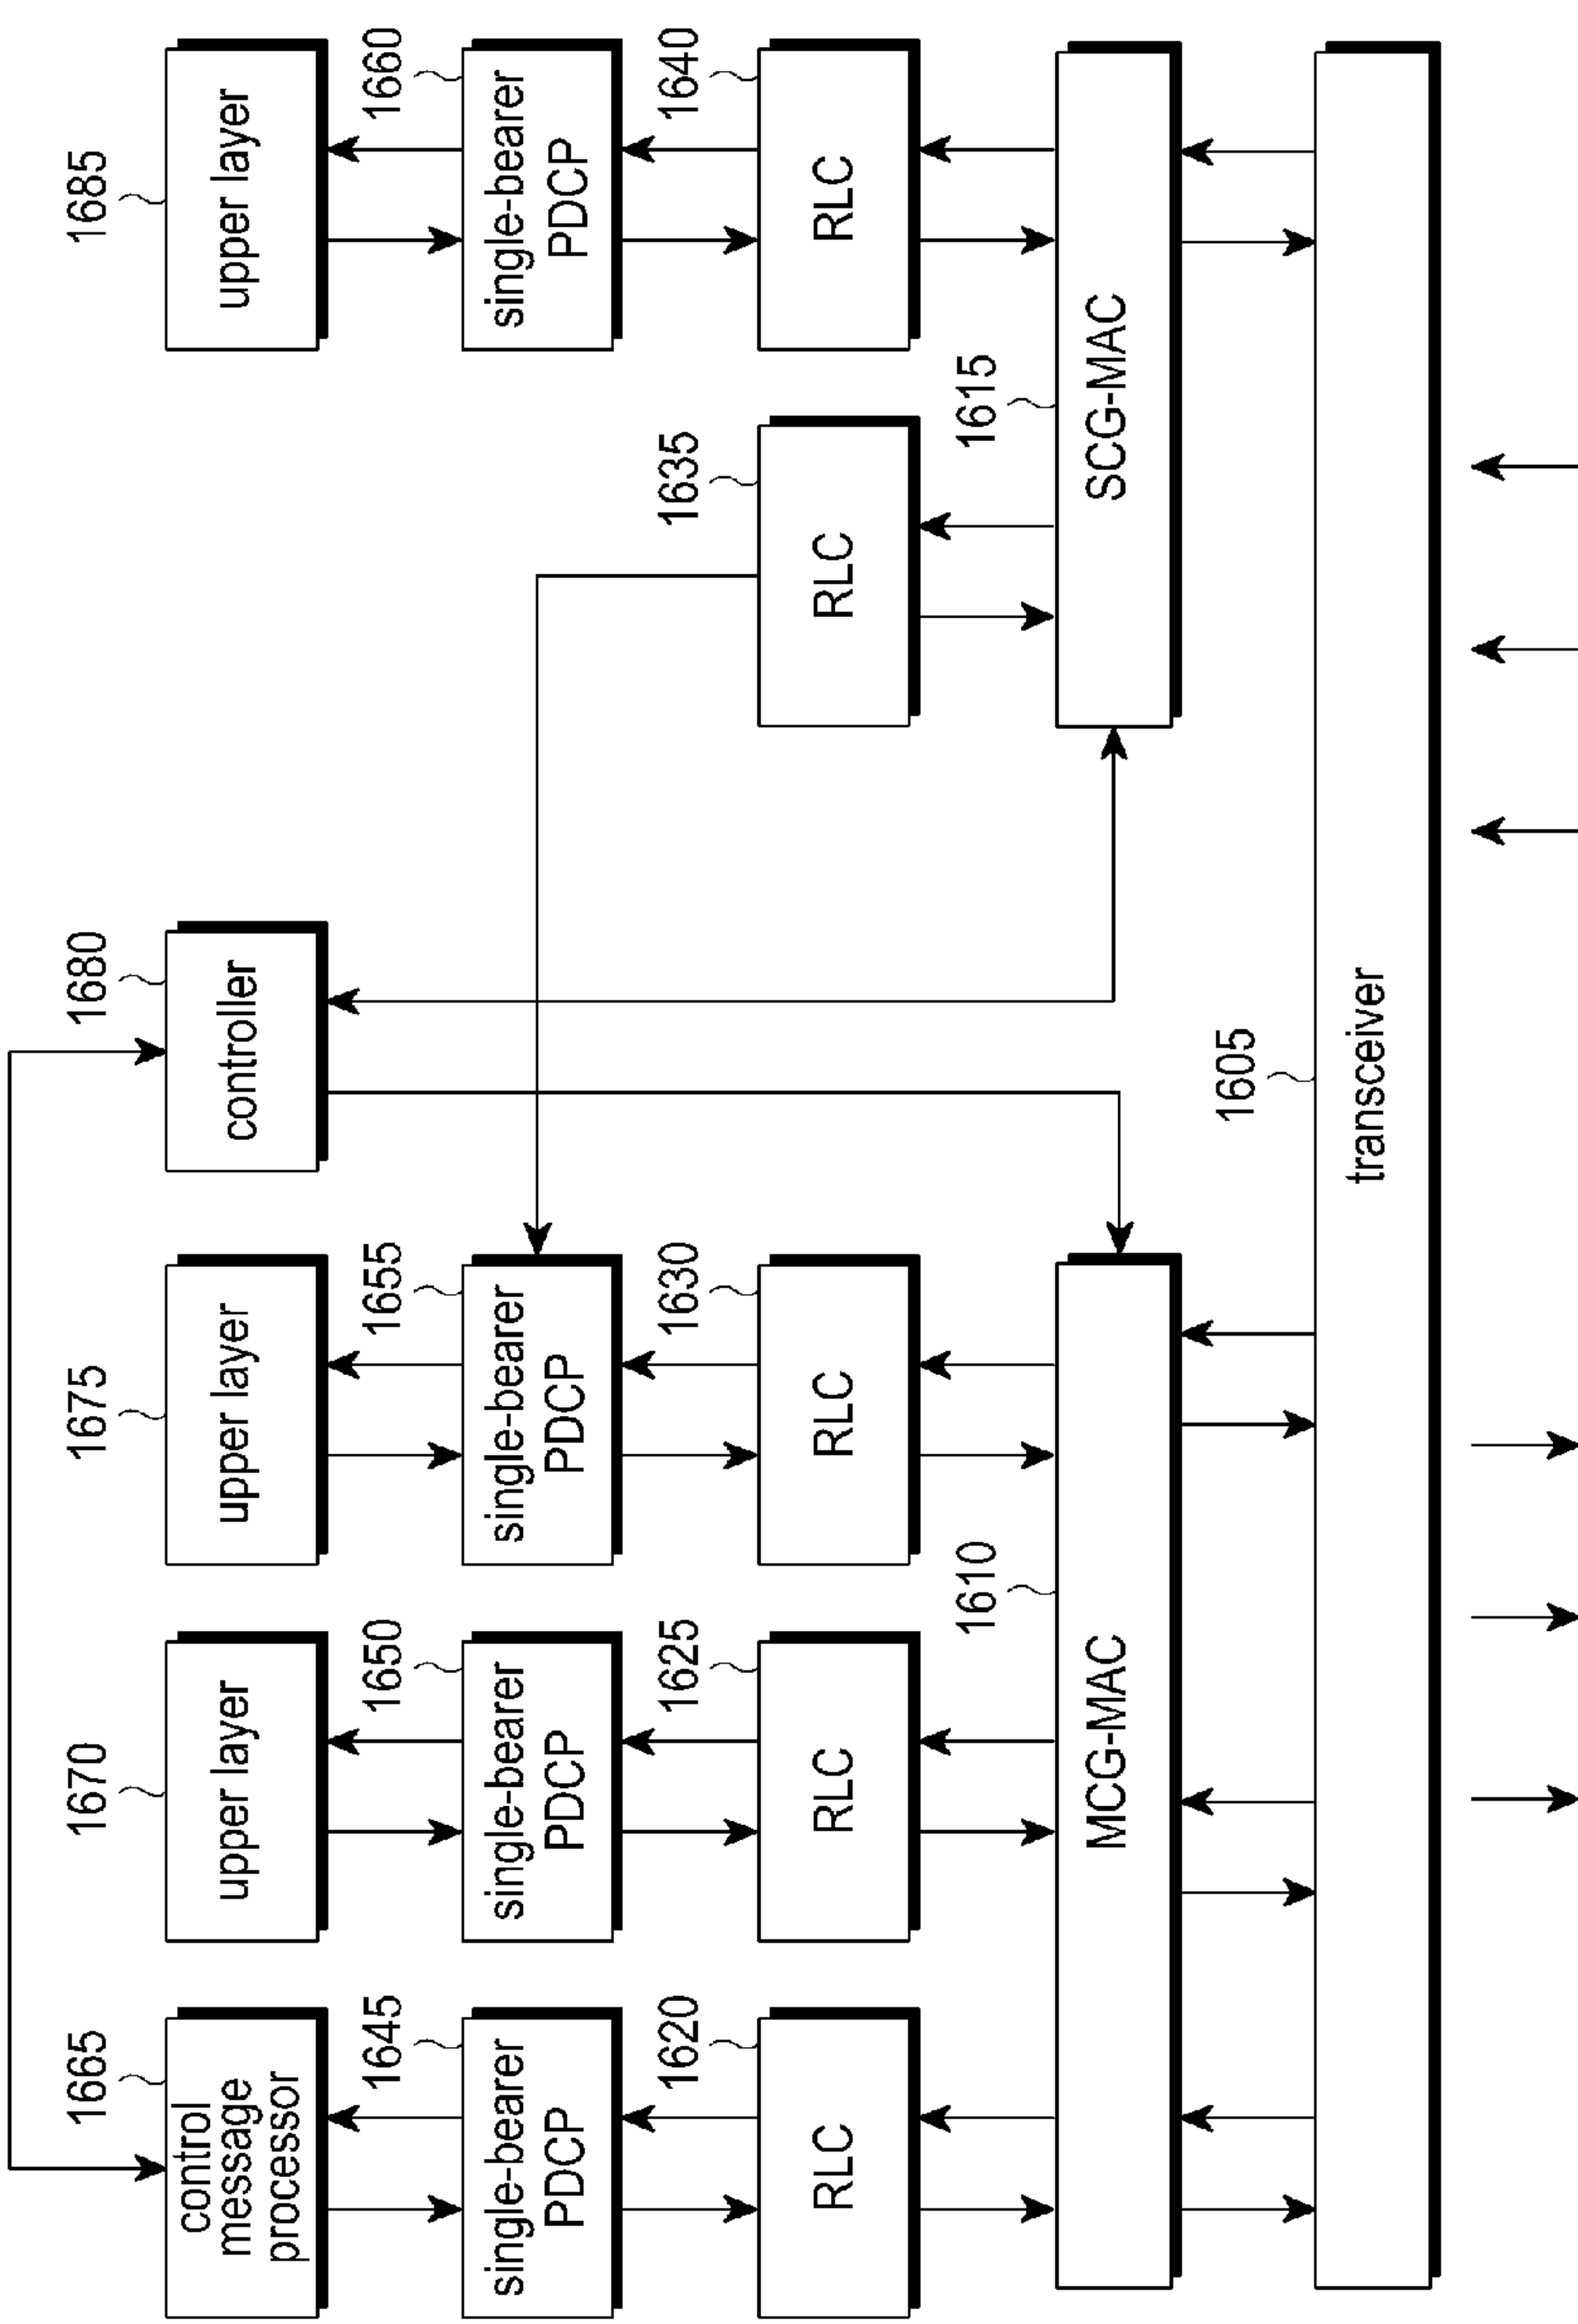 1665
control
message
processor
1670
upper layer
1675
upper layer
1680
controller
1685
upper layer
1645
single-bearer
PDCP
1650
single-bearer
PDCP
1655
single-bearer
PDCP
1660
single-bearer
PDCP
1620
RLC
1625
RLC
1630
RLC
1635
RLC
1640
RLC
1610
MCG-MAC
1615
SCG-MAC
1605
transceiver